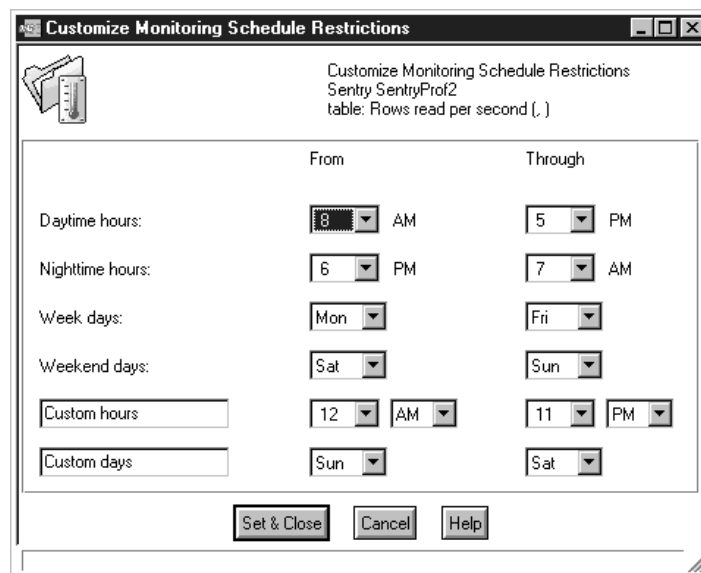 Customize Monitoring Schedule Restrictions
Customize Monitoring Schedule Restrictions
Sentry SentryProf2
table: Rows read per second (, )
From Through
Daytime hours: 8 AM 5 PM
Nighttime hours: 6 PM 7 AM
Week days: Mon Fri
Weekend days: Sat Sun
Custom hours 12 AM 11 PM
Custom days Sun Sat
Set & Close Cancel Help